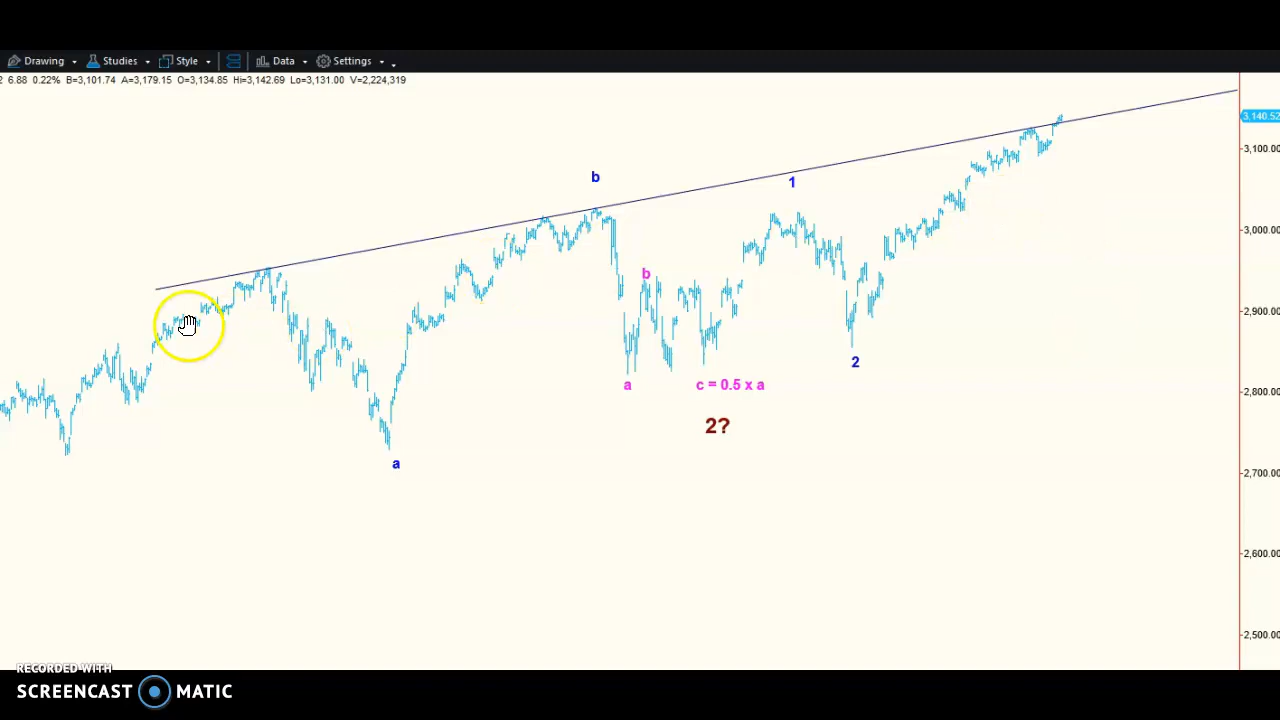 Drawing Studies Style Data Settings
2 6.88 0.22% B=3,101.74 A=3,179.15 O=3,134.85 Hi=3,142.69 Lo=3,131.00 V=2,224,319
3,140.52
3,100.00
b
1
3,000.00
b
2,900.00
2
a
c = 0.5 x a
2,800.00
2?
a
2,700.00
2,600.00
2,500.00
RECORDED WITH
SCREENCAST MATIC